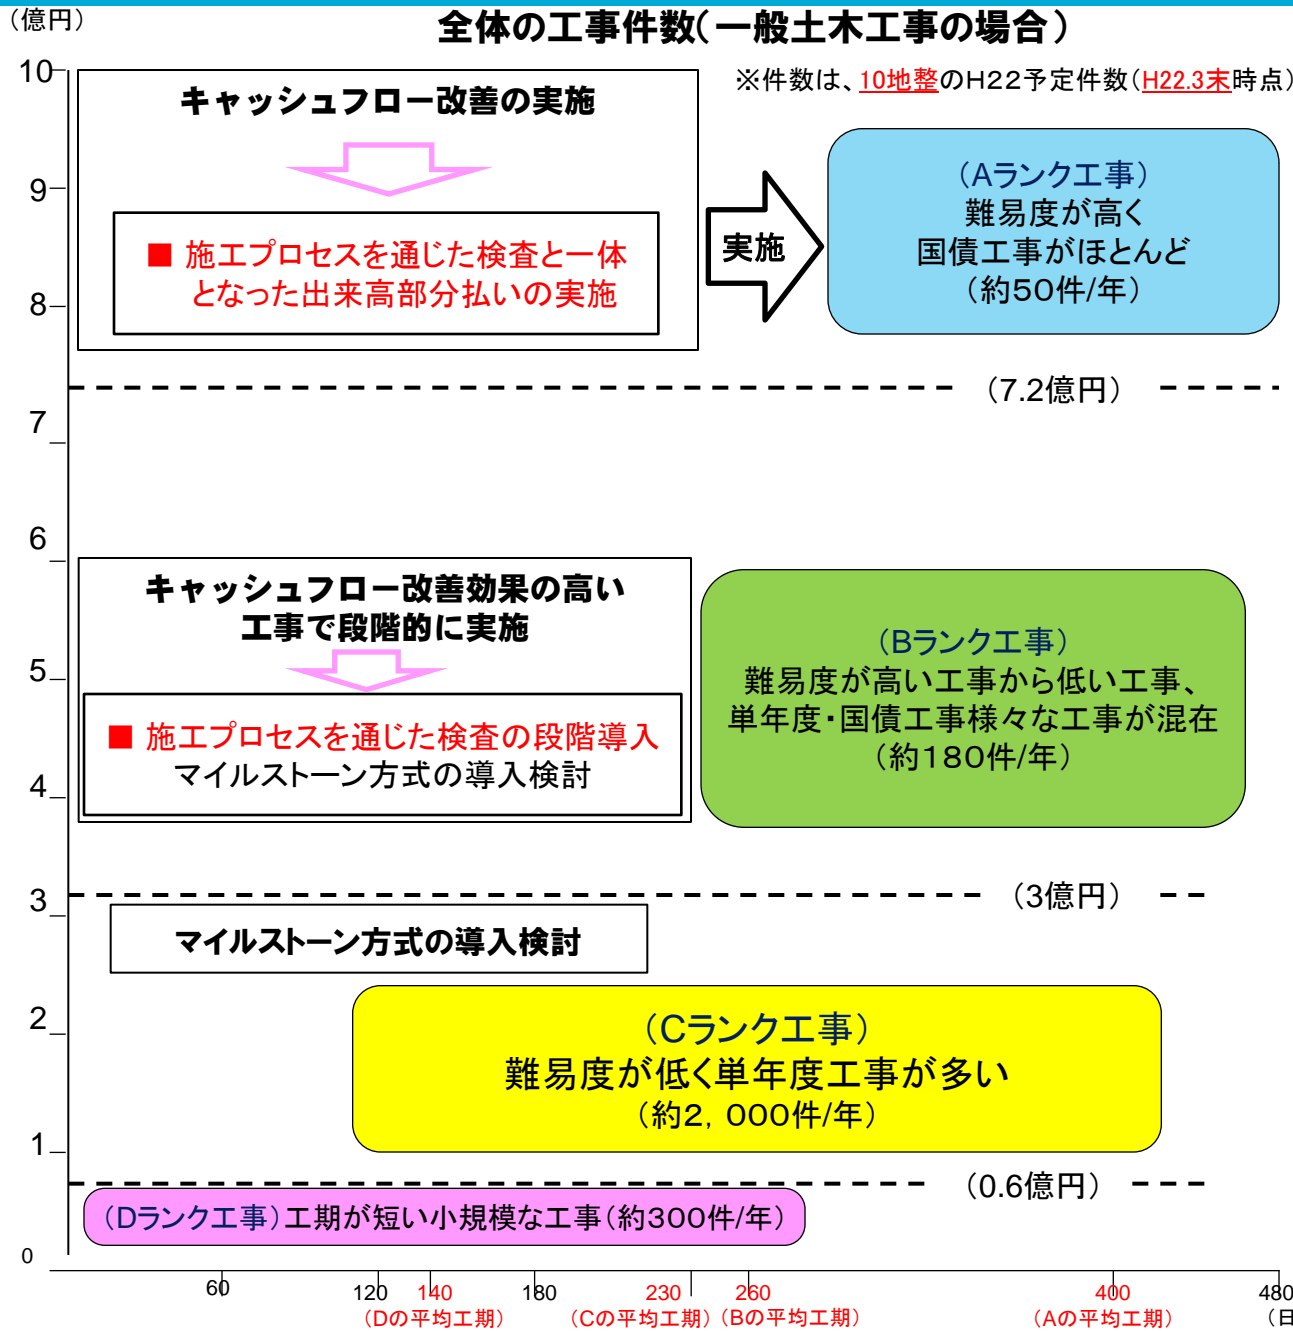 （億円）
全体の工事件数（一般土木工事の場合）
※件数は、10地整のH22予定件数（H22.3末時点）
10
9
8
7
6
5
4
3
2
1
0
キャッシュフロー改善の実施
■ 施工プロセスを通じた検査と一体
となった出来高部分払いの実施
実施
（Aランク工事）
難易度が高く
国債工事がほとんど
（約50件/年）
（7.2億円）
キャッシュフロー改善効果の高い
工事で段階的に実施
■ 施工プロセスを通じた検査の段階導入
マイルストーン方式の導入検討
（Bランク工事）
難易度が高い工事から低い工事、
単年度・国債工事様々な工事が混在
（約180件/年）
（3億円）
マイルストーン方式の導入検討
（Cランク工事）
難易度が低く単年度工事が多い
（約2，000件/年）
（0.6億円）
（Dランク工事）工期が短い小規模な工事（約300件/年）
60 120 140 180 230 260 400 480
（Dの平均工期） （Cの平均工期） （Bの平均工期） （Aの平均工期） （日